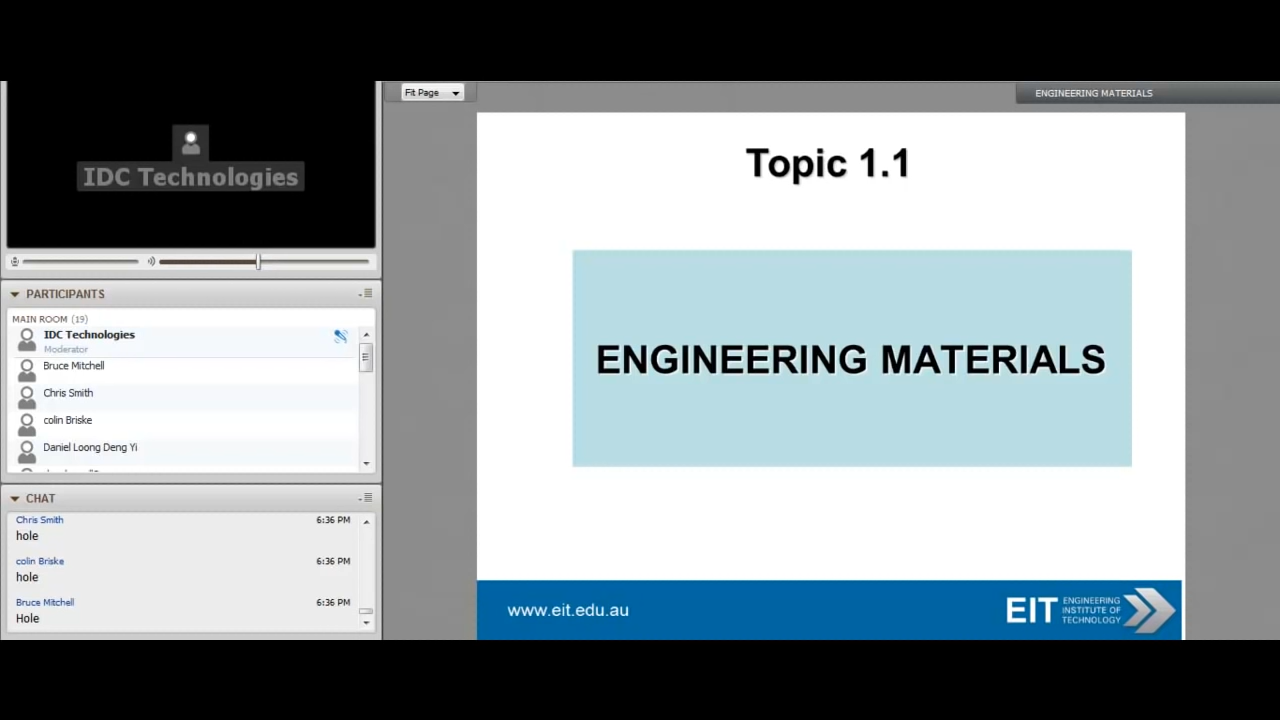 Fit Page
ENGINEERING MATERIALS
IDC Technologies
PARTICIPANTS
MAIN ROOM (19)
IDC Technologies
Moderator
Bruce Mitchell
Chris Smith
colin Briske
Daniel Loong Deng Yi
CHAT
Chris Smith 6:36 PM
hole
colin Briske 6:36 PM
hole
Bruce Mitchell 6:36 PM
Hole
Topic 1.1
ENGINEERING MATERIALS
www.eit.edu.au
EIT
ENGINEERING
INSTITUTE OF
TECHNOLOGY